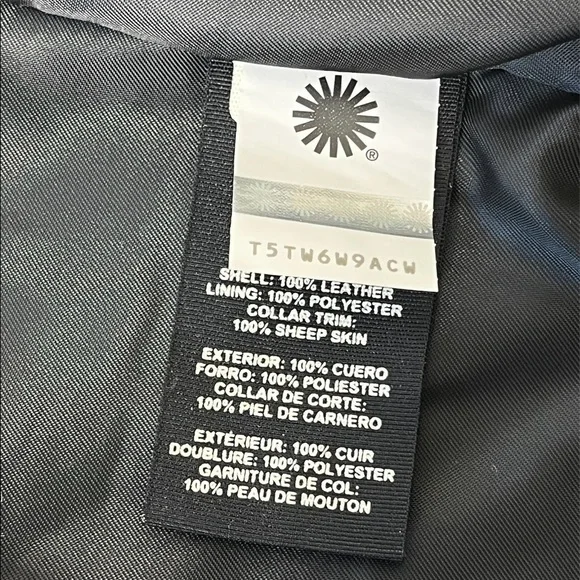 ®
T5TW6W9ACW
SHELL: 100% LEATHER
LINING: 100% POLYESTER
COLLAR TRIM:
100% SHEEP SKIN
EXTERIOR: 100% CUERO
FORRO: 100% POLIESTER
COLLAR DE CORTE:
100% PIEL DE CARNERO
EXTÉRIEUR: 100% CUIR
DOUBLURE: 100% POLYESTER
GARNITURE DE COL:
100% PEAU DE MOUTON